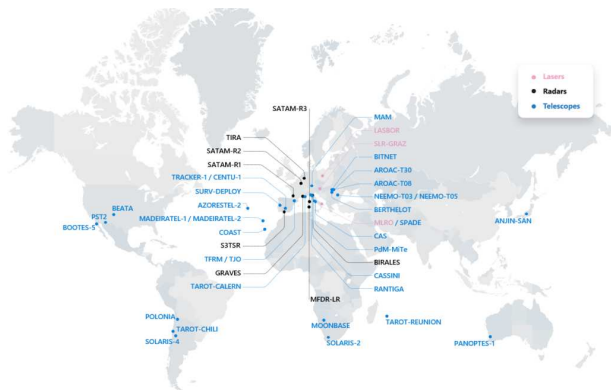 SATAM-R3
Lasers
Radars
Telescopes
TIRA
SATAM-R2
SATAM-R1
TRACKER-1 / CENTU-1
SURV-DEPLOY
AZORESTEL-2
MADEIRATEL-1 / MADEIRATEL-2
COAST
S3TSR
TFRM / TJO
GRAVES
TAROT-CALERN
MAM
LASBOR
SLR-GRAZ
BITNET
AROAC-T30
AROAC-T08
NEEMO-T03 / NEEMO-T05
BERTHELOT
MLRO / SPADE
CAS
PdM-MiTe
BIRALES
CASSINI
RANTIGA
MFDR-LR
BEATA
PST2
BOOTES-5
ANJIN-SAN
POLONIA
TAROT-CHILI
SOLARIS-4
MOONBASE
SOLARIS-2
TAROT-REUNION
PANOPTES-1